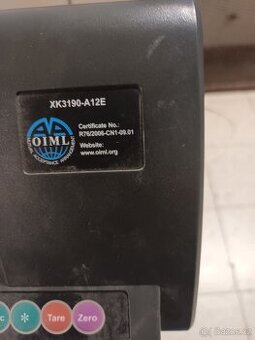 XK3190-A12E
OIML
Certificate No.:
R76/2006-CN1-09.01
Website:
www.oiml.org
c * Tare Zero